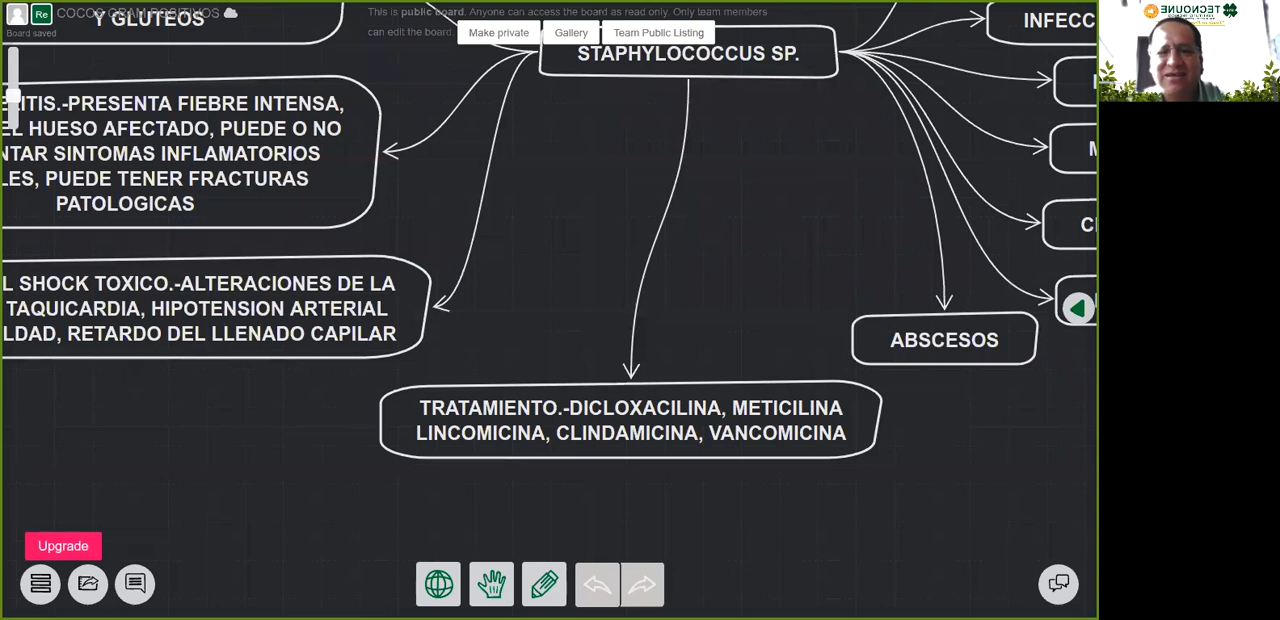 COCOS GRAM POSITIVOS
Re
Board saved
This is public board. Anyone can access the board as read only. Only team members
can edit the board.
Make private
Gallery
Team Public Listing
Y GLUTEOS
STAPHYLOCOCCUS SP.
INFECC
ITIS.-PRESENTA FIEBRE INTENSA,
EL HUESO AFECTADO, PUEDE O NO
NTAR SINTOMAS INFLAMATORIOS
LES, PUEDE TENER FRACTURAS
PATOLOGICAS
L SHOCK TOXICO.-ALTERACIONES DE LA
TAQUICARDIA, HIPOTENSION ARTERIAL
LDAD, RETARDO DEL LLENADO CAPILAR
ABSCESOS
TRATAMIENTO.-DICLOXACILINA, METICILINA
LINCOMICINA, CLINDAMICINA, VANCOMICINA
Upgrade
TECNOUNE